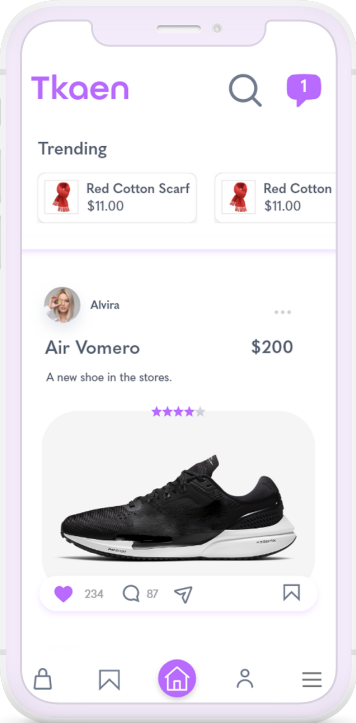 Tkaen
1
Trending
Red Cotton Scarf
$11.00
Red Cotton
$11.00
Alvira
Air Vomero
$200
A new shoe in the stores.
234
87